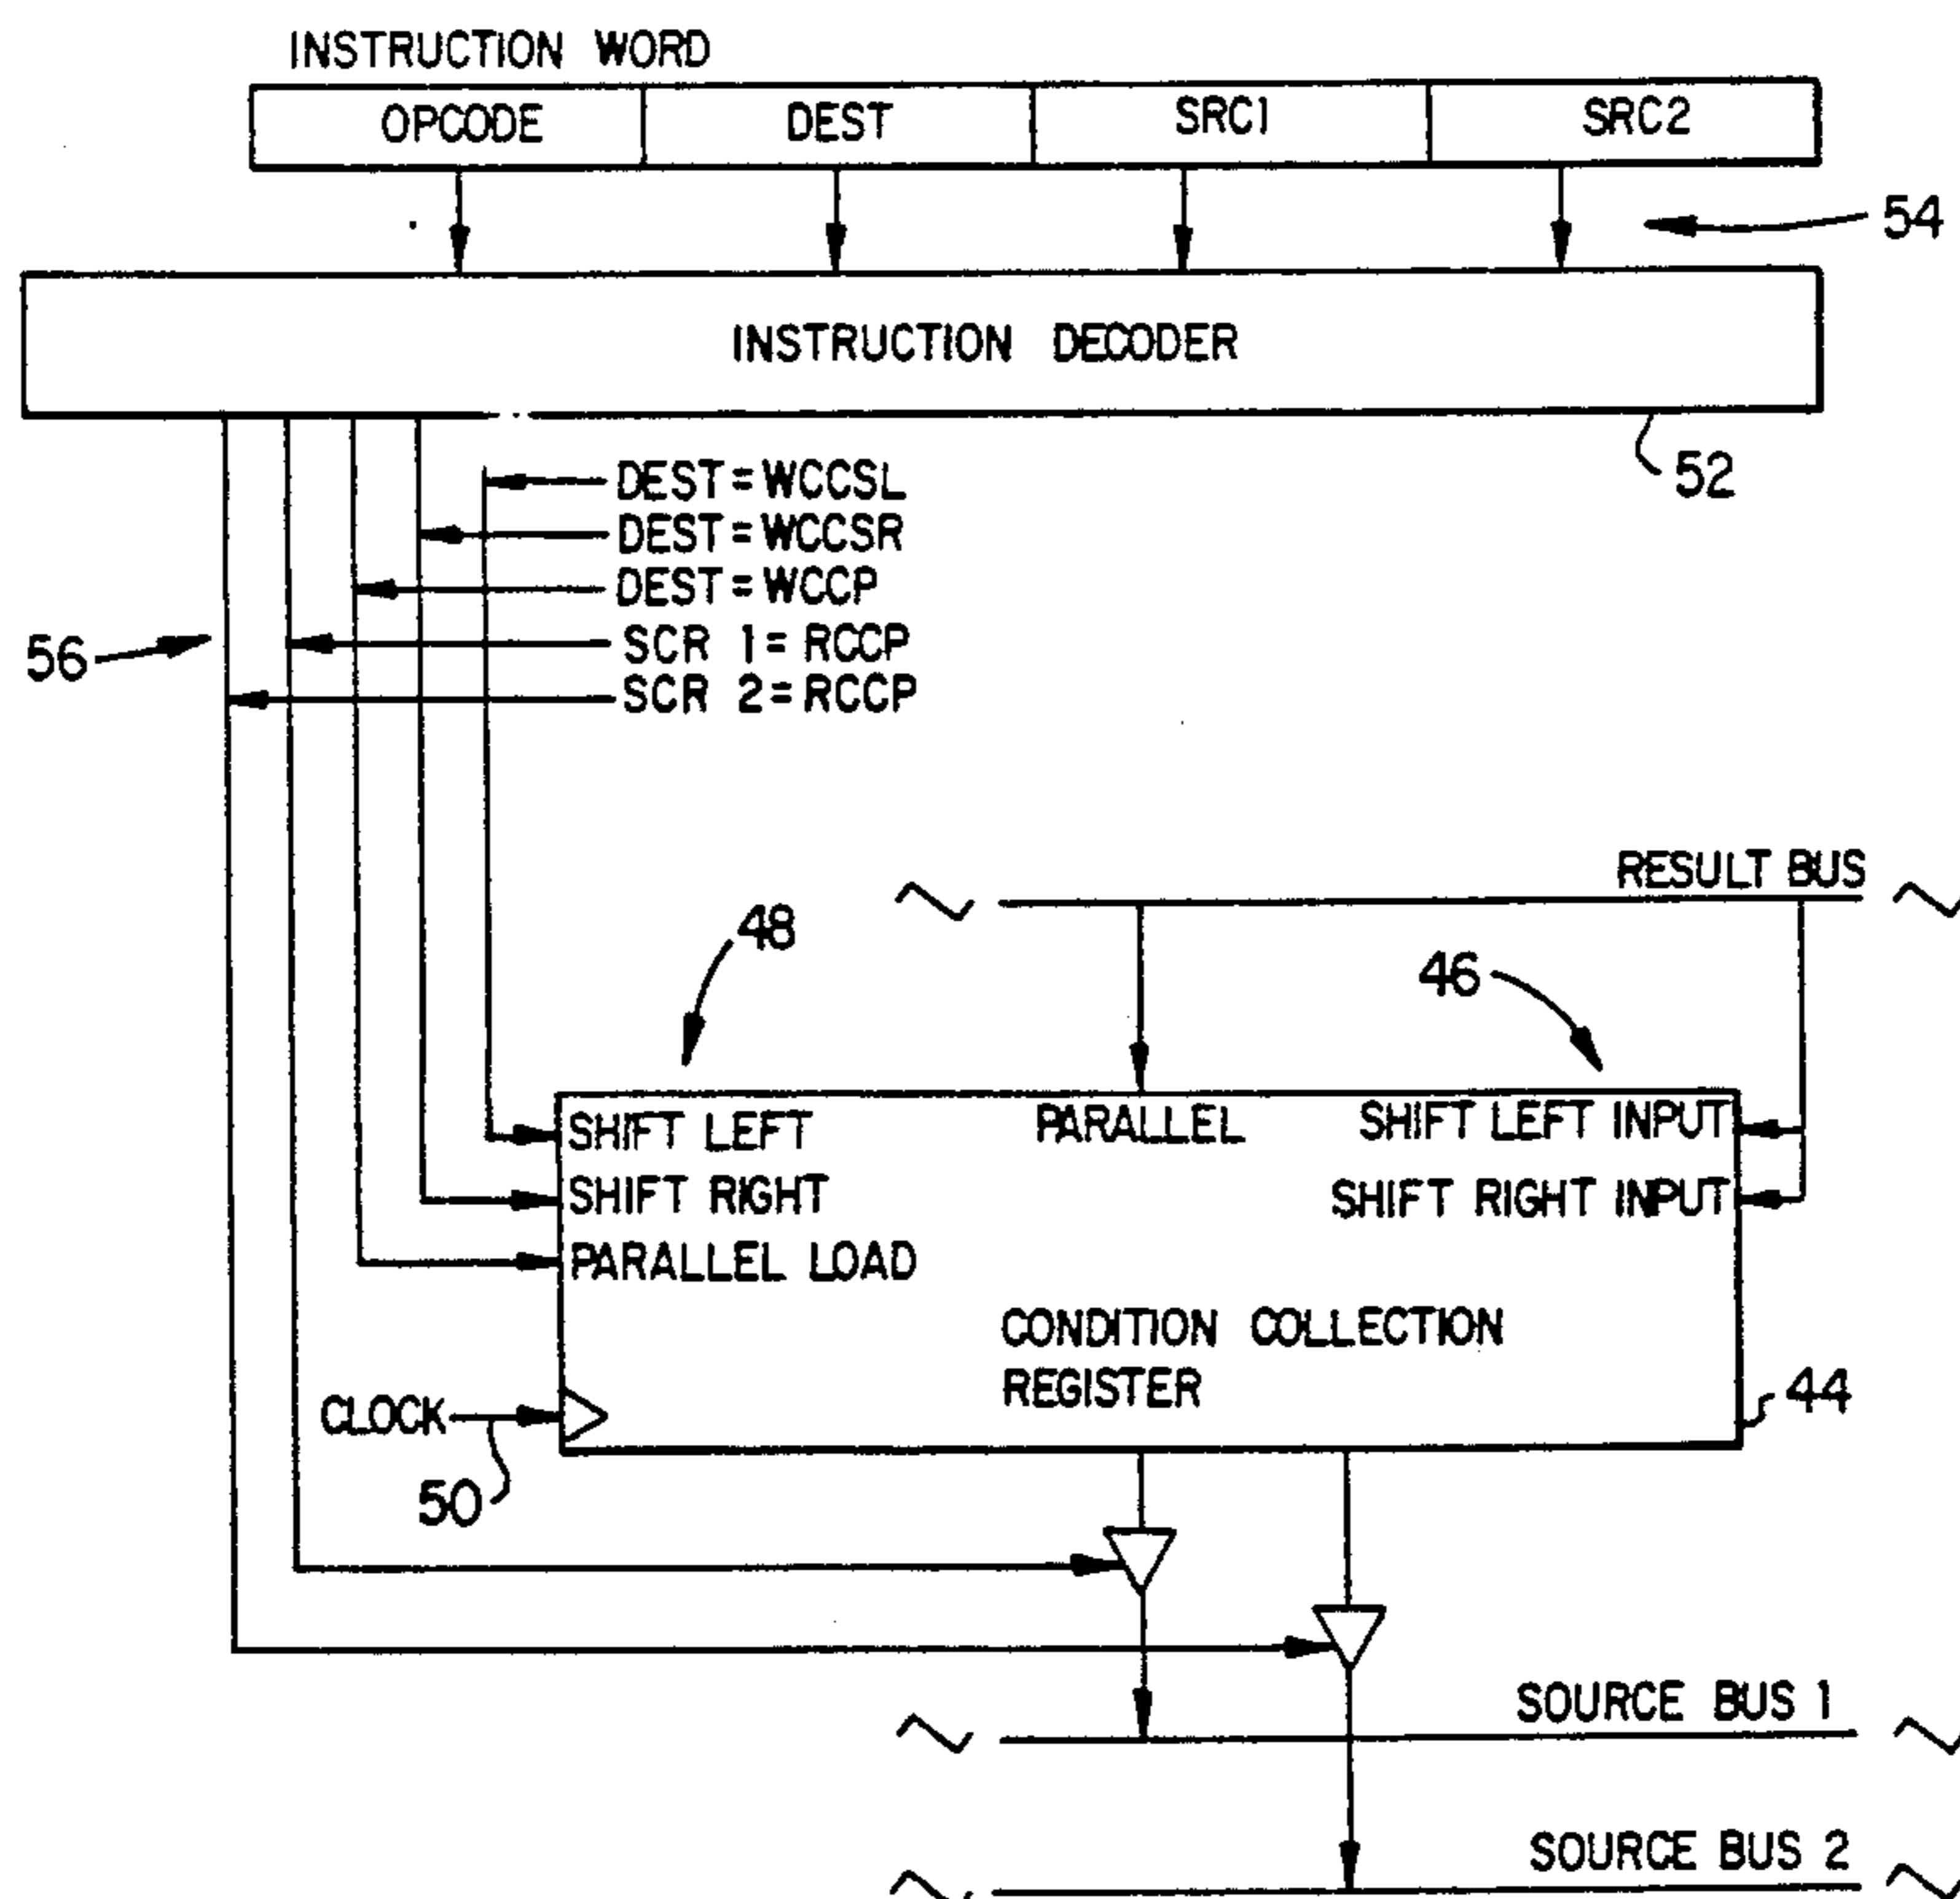 INSTRUCTION WORD
OPCODE
DEST
SRC1
SRC2
54
INSTRUCTION DECODER
52
DEST=WCCSL
DEST=WCCSR
DEST=WCCP
SCR 1=RCCP
SCR 2=RCCP
56
RESULT BUS
48
46
SHIFT LEFT
PARALLEL
SHIFT LEFT INPUT
SHIFT RIGHT
SHIFT RIGHT INPUT
PARALLEL LOAD
CONDITION COLLECTION
REGISTER
44
CLOCK
50
SOURCE BUS 1
SOURCE BUS 2